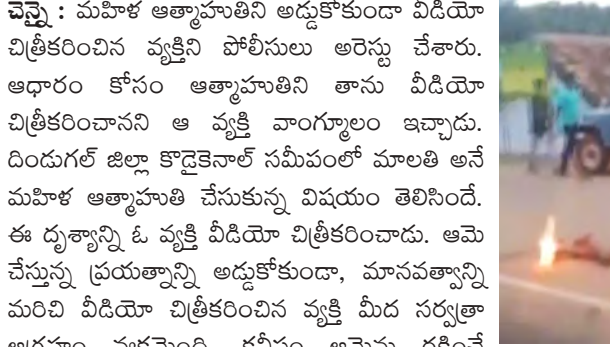 చెన్నై : మహిళ ఆత్మాహుతిని అడ్డుకోకుండా వీడియో
చిత్రీకరించిన వ్యక్తిని పోలీసులు అరెస్టు చేశారు.
ఆధారం కోసం ఆత్మాహుతిని తాను వీడియో
చిత్రీకరించానని ఆ వ్యక్తి వాంగ్మూలం ఇచ్చాడు.
దిండుగల్ జిల్లా కొడైకెనాల్ సమీపంలో మాలతి అనే
మహిళ ఆత్మాహుతి చేసుకున్న విషయం తెలిసిందే.
ఈ దృశ్యాన్ని ఓ వ్యక్తి వీడియో చిత్రీకరించాడు. ఆమె
చేస్తున్న ప్రయత్నాన్ని అడ్డుకోకుండా, మానవత్వాన్ని
మరిచి వీడియో చిత్రీకరించిన వ్యక్తి మీద సర్వత్రా